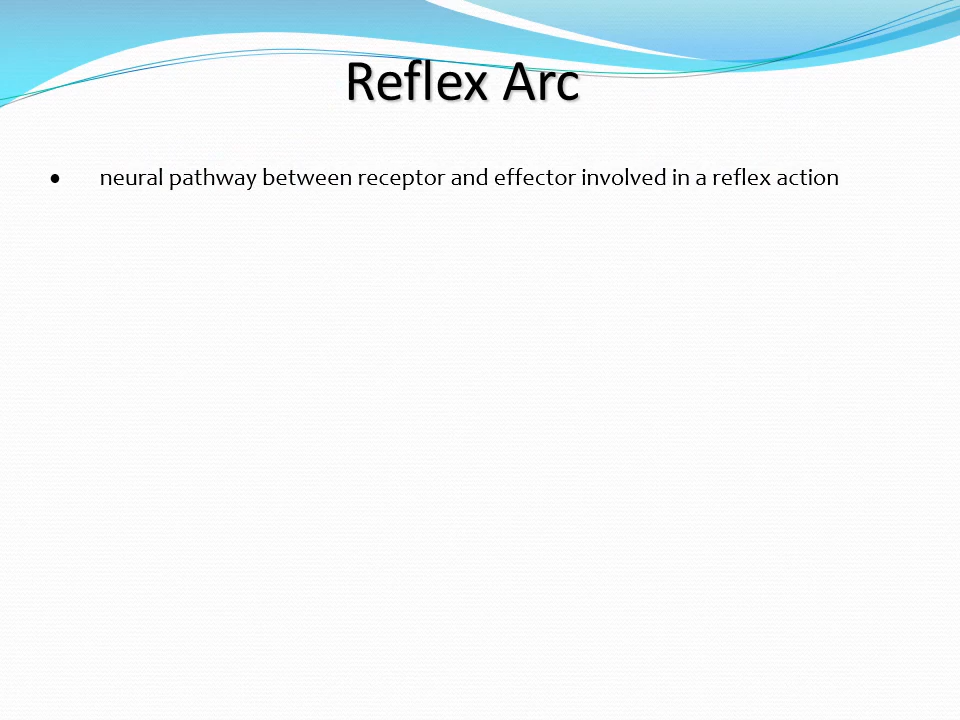 Reflex Arc
• neural pathway between receptor and effector involved in a reflex action